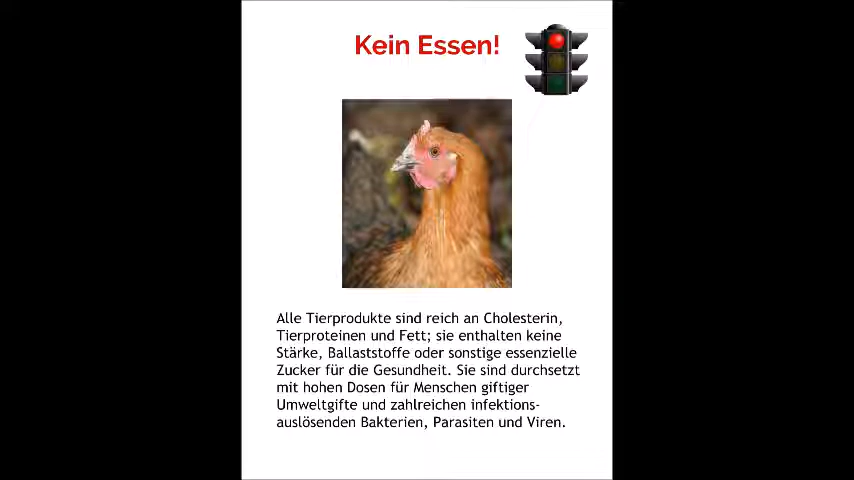 Kein Essen!
Alle Tierprodukte sind reich an Cholesterin,
Tierproteinen und Fett; sie enthalten keine
Stärke, Ballaststoffe oder sonstige essenzielle
Zucker für die Gesundheit. Sie sind durchsetzt
mit hohen Dosen für Menschen giftiger
Umweltgifte und zahlreichen infektions-
auslösenden Bakterien, Parasiten und Viren.